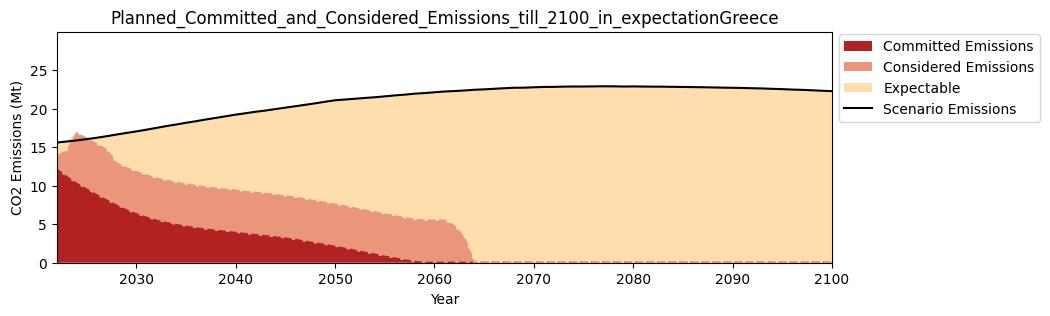 Planned_Committed_and_Considered_Emissions_till_2100_in_expectationGreece
Committed Emissions
Considered Emissions
Expectable
Scenario Emissions
CO2 Emissions (Mt)
25
20
15
10
5
0
2030 2040 2050 2060 2070 2080 2090 2100
Year